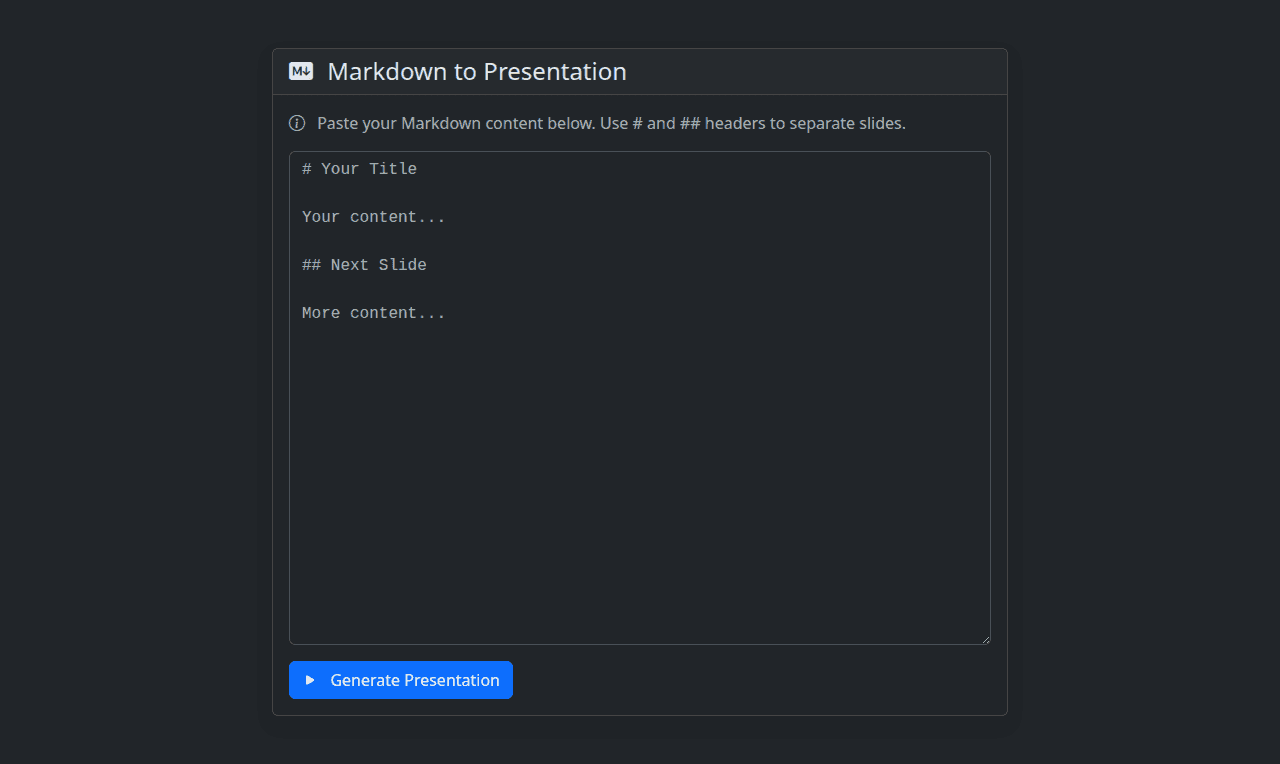 M↓ Markdown to Presentation
Paste your Markdown content below. Use # and ## headers to separate slides.
# Your Title
Your content...
## Next Slide
More content...
Generate Presentation